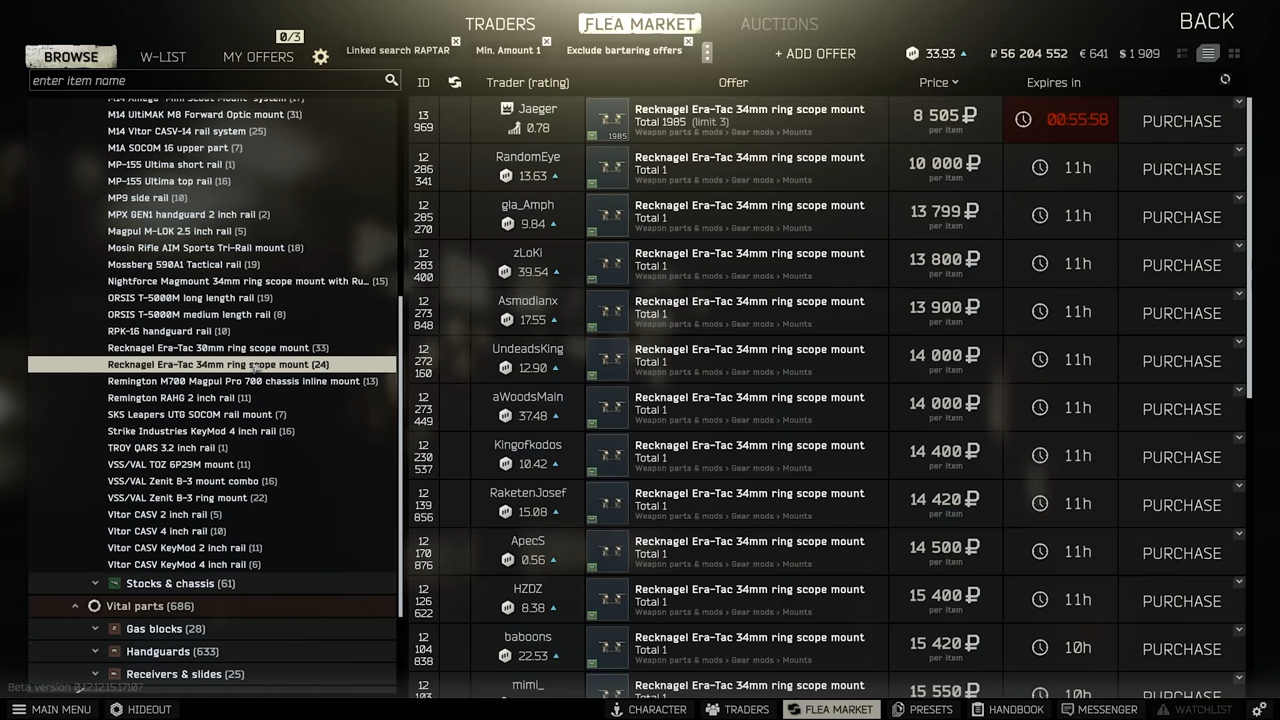 TRADERS
FLEA MARKET
AUCTIONS
BACK
0/3
BROWSE
W-LIST
MY OFFERS
Linked search RAPTAR
Min. Amount 1
Exclude bartering offers
+ ADD OFFER
33.93
₽ 56 204 552
€ 641
$ 1 909
enter item name
ID
Trader (rating)
Offer
Price
Expires in
M14 UltiMAK M8 Forward Optic mount (31)
M14 Vltor CASV-14 rail system (25)
M1A SOCOM 16 upper part (7)
MP-155 Ultima short rail (1)
MP-155 Ultima top rail (16)
MP9 side rail (10)
MPX GEN1 handguard 2 inch rail (2)
Magpul M-LOK 2.5 inch rail (5)
Mosin Rifle AIM Sports Tri-Rail mount (18)
Mossberg 590A1 Tactical rail (19)
Nightforce Magmount 34mm ring scope mount with Ru... (15)
ORSIS T-5000M long length rail (19)
ORSIS T-5000M medium length rail (8)
RPK-16 handguard rail (10)
Recknagel Era-Tac 30mm ring scope mount (33)
Recknagel Era-Tac 34mm ring scope mount (24)
Remington M700 Magpul Pro 700 chassis inline mount (13)
Remington RAHG 2 inch rail (11)
SKS Leapers UTG SOCOM rail mount (7)
Strike Industries KeyMod 4 inch rail (16)
TROY QARS 3.2 inch rail (1)
VSS/VAL TOZ 6P29M mount (11)
VSS/VAL Zenit B-3 mount combo (16)
VSS/VAL Zenit B-3 ring mount (22)
Vltor CASV 2 inch rail (5)
Vltor CASV 4 inch rail (10)
Vltor CASV KeyMod 2 inch rail (11)
Vltor CASV KeyMod 4 inch rail (6)
Stocks & chassis (61)
Vital parts (686)
Gas blocks (28)
Handguards (633)
Receivers & slides (25)
13 969
Jaeger
0.78
1985
Recknagel Era-Tac 34mm ring scope mount
Total 1985 (limit 3)
Weapon parts & mods > Gear mods > Mounts
8 505 ₽
per item
00:55:58
PURCHASE
12 286 341
RandomEye
13.63
Recknagel Era-Tac 34mm ring scope mount
Total 1
Weapon parts & mods > Gear mods > Mounts
10 000 ₽
per item
11h
PURCHASE
12 285 270
gla_Amph
9.84
Recknagel Era-Tac 34mm ring scope mount
Total 1
Weapon parts & mods > Gear mods > Mounts
13 799 ₽
per item
11h
PURCHASE
12 283 400
zLoKi
39.54
Recknagel Era-Tac 34mm ring scope mount
Total 1
Weapon parts & mods > Gear mods > Mounts
13 800 ₽
per item
11h
PURCHASE
12 273 848
Asmodianx
17.55
Recknagel Era-Tac 34mm ring scope mount
Total 1
Weapon parts & mods > Gear mods > Mounts
13 900 ₽
per item
11h
PURCHASE
12 272 160
UndeadsKing
12.90
Recknagel Era-Tac 34mm ring scope mount
Total 1
Weapon parts & mods > Gear mods > Mounts
14 000 ₽
per item
11h
PURCHASE
12 273 449
aWoodsMain
37.48
Recknagel Era-Tac 34mm ring scope mount
Total 1
Weapon parts & mods > Gear mods > Mounts
14 000 ₽
per item
11h
PURCHASE
12 230 537
Kingofkodos
10.42
Recknagel Era-Tac 34mm ring scope mount
Total 1
Weapon parts & mods > Gear mods > Mounts
14 400 ₽
per item
11h
PURCHASE
12 139 856
RaketenJosef
15.08
Recknagel Era-Tac 34mm ring scope mount
Total 1
Weapon parts & mods > Gear mods > Mounts
14 420 ₽
per item
11h
PURCHASE
12 170 876
ApecS
0.56
Recknagel Era-Tac 34mm ring scope mount
Total 1
Weapon parts & mods > Gear mods > Mounts
14 500 ₽
per item
11h
PURCHASE
12 126 622
HZDZ
8.38
Recknagel Era-Tac 34mm ring scope mount
Total 1
Weapon parts & mods > Gear mods > Mounts
15 400 ₽
per item
11h
PURCHASE
12 104 838
baboons
22.53
Recknagel Era-Tac 34mm ring scope mount
Total 1
Weapon parts & mods > Gear mods > Mounts
15 420 ₽
per item
10h
PURCHASE
12
mimi_
Recknagel Era-Tac 34mm ring scope mount
15 550 ₽
10h
PURCHASE
MAIN MENU
HIDEOUT
CHARACTER
TRADERS
FLEA MARKET
PRESETS
HANDBOOK
MESSENGER
WATCHLIST